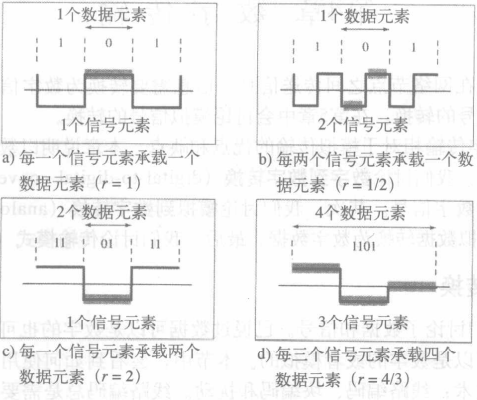 1个数据元素
1 0 1
1个信号元素
a) 每一个信号元素承载一个
数据元素（r=1）
1个数据元素
1 0 1
2个信号元素
b) 每两个信号元素承载一个数
据元素（r=1/2）
2个数据元素
11 01 11
1个信号元素
c) 每一个信号元素承载两个
数据元素（r=2）
4个数据元素
1101
3个信号元素
d) 每三个信号元素承载四个
数据元素（r=4/3）